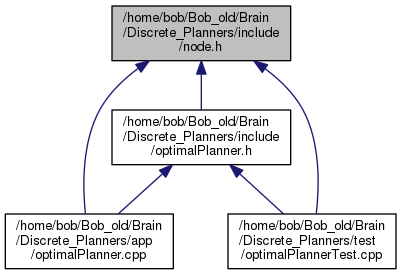 /home/bob/Bob_old/Brain
/Discrete_Planners/include
/node.h
/home/bob/Bob_old/Brain
/Discrete_Planners/include
/optimalPlanner.h
/home/bob/Bob_old/Brain
/Discrete_Planners/app
/optimalPlanner.cpp
/home/bob/Bob_old/Brain
/Discrete_Planners/test
/optimalPlannerTest.cpp